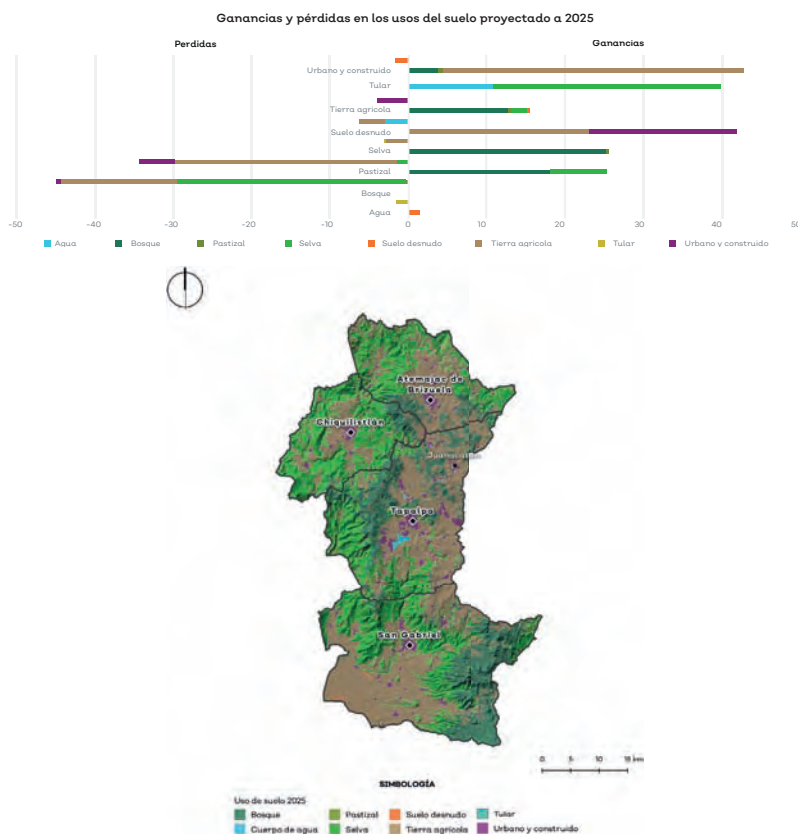 Ganancias y pérdidas en los usos del suelo proyectado a 2025
Perdidas
Ganancias
Urbano y construido
Tular
Tierra agrícola
Suelo desnudo
Selva
Pastizal
Bosque
Agua
-50 -40 -30 -20 -10 0 10 20 30 40 50
Agua Bosque Pastizal Selva Suelo desnudo Tierra agrícola Tular Urbano y construido
Atemajac de
Brizuela
Chiquilistlán
Tapalpa
San Gabriel
0 5 10 15 km
SIMBOLOGÍA
Uso de suelo 2025
Bosque Pastizal Suelo desnudo Tular
Cuerpo de agua Selva Tierra agrícola Urbano y construido